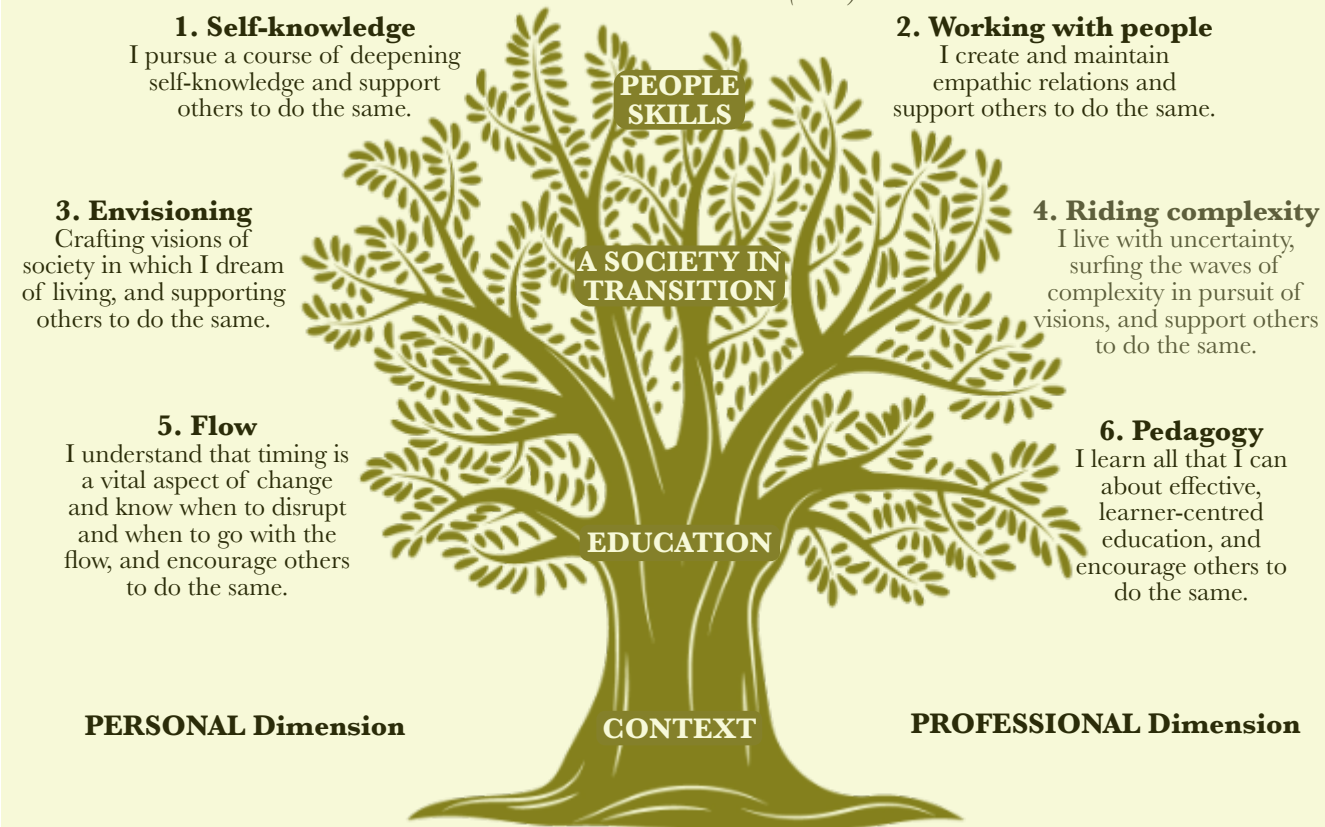 1. Self-knowledge
I pursue a course of deepening
self-knowledge and support
others to do the same.
2. Working with people
I create and maintain
empathic relations and
support others to do the same.
PEOPLE
SKILLS
3. Envisioning
Crafting visions of
society in which I dream
of living, and supporting
others to do the same.
A SOCIETY IN
TRANSITION
4. Riding complexity
I live with uncertainty,
surfing the waves of
complexity in pursuit of
visions, and support others
to do the same.
5. Flow
I understand that timing is
a vital aspect of change
and know when to disrupt
and when to go with the
flow, and encourage others
to do the same.
EDUCATION
6. Pedagogy
I learn all that I can
about effective,
learner-centred
education, and
encourage others to
do the same.
PERSONAL Dimension
CONTEXT
PROFESSIONAL Dimension